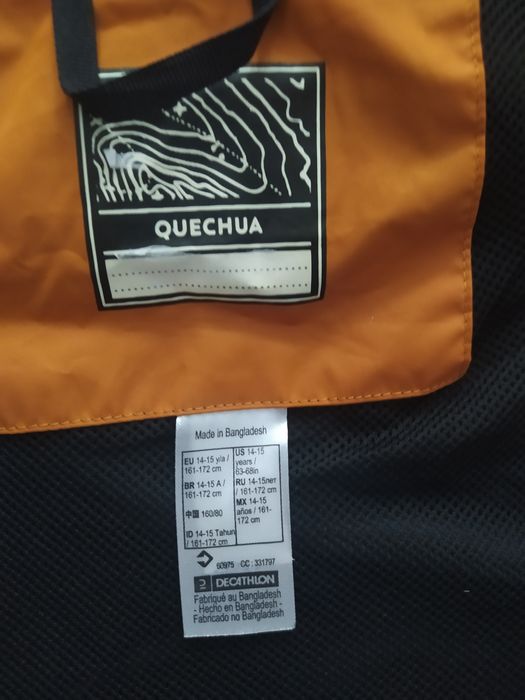 QUECHUA
Made in Bangladesh
EU 14-15 y/a /
161-172 cm
BR 14-15 A /
161-172 cm
中国 160/80
ID 14-15 Tahun
/ 161-172 cm
US 14-15
years /
63-68in
RU 14-15лет
/ 161-172 cm
MX 14-15
años / 161-
172 cm
60975 CC : 331797
DECATHLON
Fabriqué au Bangladesh
- Hecho en Bangladesh -
Fabricado no Bangladesh